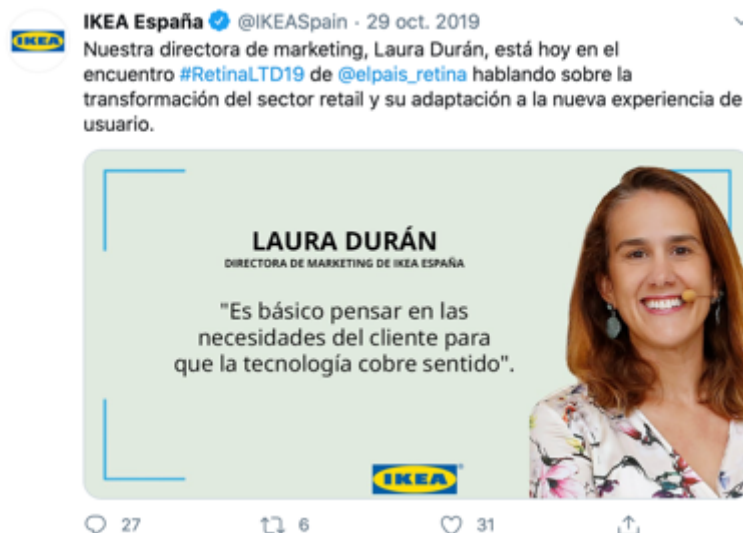 IKEA España @IKEASpain · 29 oct. 2019
IKEA
Nuestra directora de marketing, Laura Durán, está hoy en el
encuentro #RetinaLTD19 de @elpais_retina hablando sobre la
transformación del sector retail y su adaptación a la nueva experiencia de
usuario.
LAURA DURÁN
DIRECTORA DE MARKETING DE IKEA ESPAÑA
"Es básico pensar en las
necesidades del cliente para
que la tecnología cobre sentido".
IKEA
27 6 31